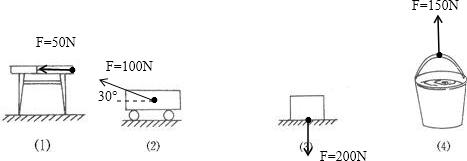 F=50N
(1)
F=100N
30°
(2)
(3)
F=200N
F=150N
(4)